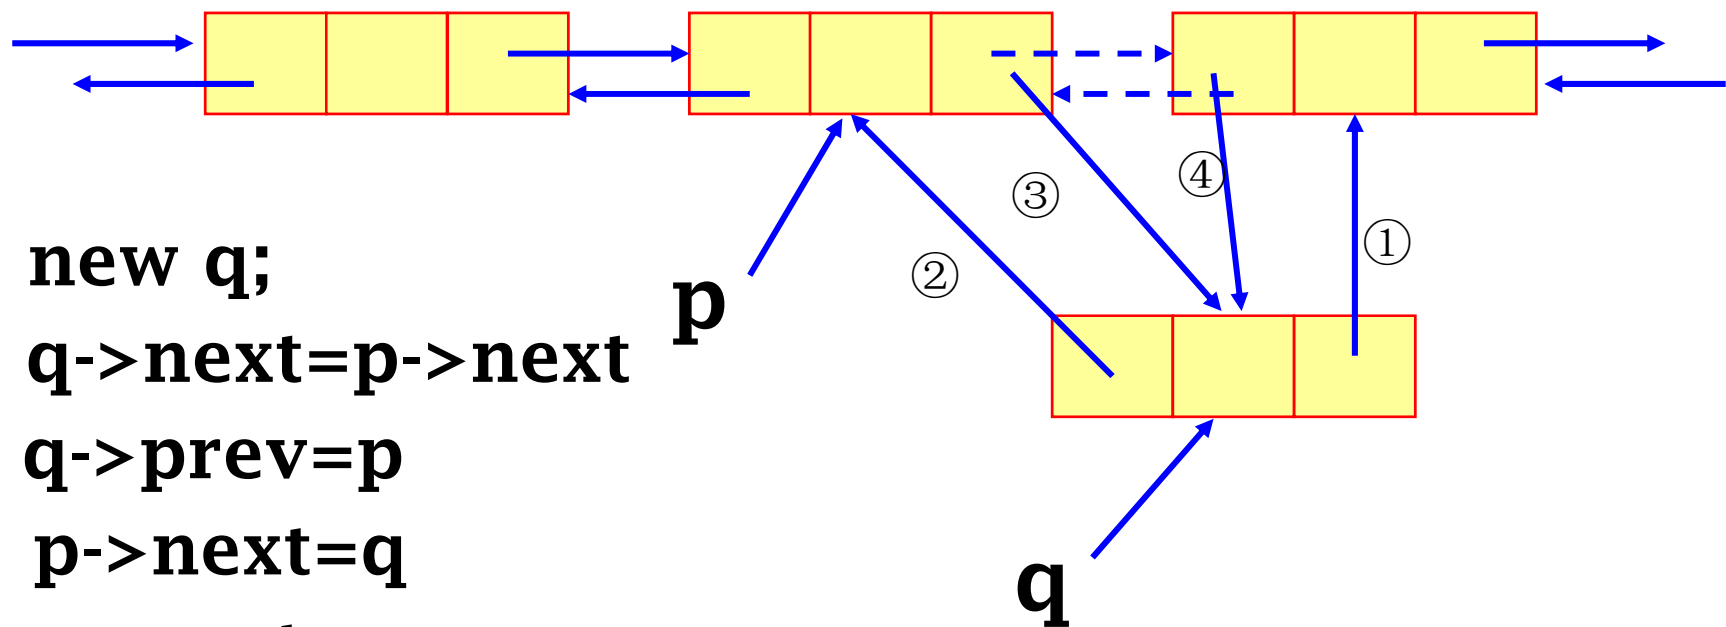 ③
④
①
new q;
②
p
q->next=p->next
q->prev=p
p->next=q
q